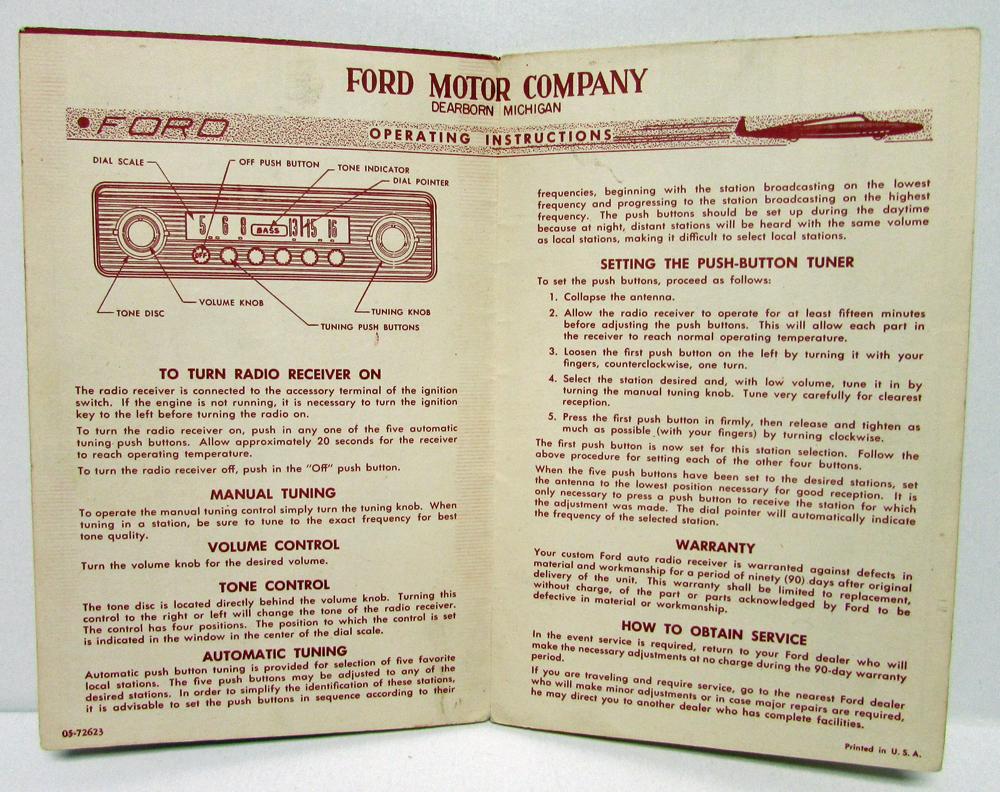 FORD MOTOR COMPANY
DEARBORN MICHIGAN
FORD
OPERATING INSTRUCTIONS
DIAL SCALE
OFF PUSH BUTTON
TONE INDICATOR
DIAL POINTER
5 6 8 BASS 13 15 16
OFF
VOLUME KNOB
TONE DISC
TUNING KNOB
TUNING PUSH BUTTONS
TO TURN RADIO RECEIVER ON
The radio receiver is connected to the accessory terminal of the ignition
switch. If the engine is not running, it is necessary to turn the ignition
key to the left before turning the radio on.
To turn the radio receiver on, push in any one of the five automatic
tuning push buttons. Allow approximately 20 seconds for the receiver
to reach operating temperature.
To turn the radio receiver off, push in the "Off" push button.
MANUAL TUNING
To operate the manual tuning control simply turn the tuning knob. When
tuning in a station, be sure to tune to the exact frequency for best
tone quality.
VOLUME CONTROL
Turn the volume knob for the desired volume.
TONE CONTROL
The tone disc is located directly behind the volume knob. Turning this
control to the right or left will change the tone of the radio receiver.
The control has four positions. The position to which the control is set
is indicated in the window in the center of the dial scale.
AUTOMATIC TUNING
Automatic push button tuning is provided for selection of five favorite
local stations. The five push buttons may be adjusted to any of the
desired stations. In order to simplify the identification of these stations,
it is advisable to set the push buttons in sequence according to their
05-72623
frequencies, beginning with the station broadcasting on the lowest
frequency and progressing to the station broadcasting on the highest
frequency. The push buttons should be set up during the daytime
because at night, distant stations will be heard with the same volume
as local stations, making it difficult to select local stations.
SETTING THE PUSH-BUTTON TUNER
To set the push buttons, proceed as follows:
1. Collapse the antenna.
2. Allow the radio receiver to operate for at least fifteen minutes
before adjusting the push buttons. This will allow each part in
the receiver to reach normal operating temperature.
3. Loosen the first push button on the left by turning it with your
fingers, counterclockwise, one turn.
4. Select the station desired and, with low volume, tune it in by
turning the manual tuning knob. Tune very carefully for clearest
reception.
5. Press the first push button in firmly, then release and tighten as
much as possible (with your fingers) by turning clockwise.
The first push button is now set for this station selection. Follow the
above procedure for setting each of the other four buttons.
When the five push buttons have been set to the desired stations, set
the antenna to the lowest position necessary for good reception. It is
only necessary to press a push button to receive the station for which
the adjustment was made. The dial pointer will automatically indicate
the frequency of the selected station.
WARRANTY
Your custom Ford auto radio receiver is warranted against defects in
material and workmanship for a period of ninety (90) days after original
delivery of the unit. This warranty shall be limited to replacement,
without charge, of the part or parts acknowledged by Ford to be
defective in material or workmanship.
HOW TO OBTAIN SERVICE
In the event service is required, return to your Ford dealer who will
make the necessary adjustments at no charge during the 90-day warranty
period.
If you are traveling and require service, go to the nearest Ford dealer
who will make minor adjustments or in case major repairs are required,
he may direct you to another dealer who has complete facilities.
Printed in U. S. A.